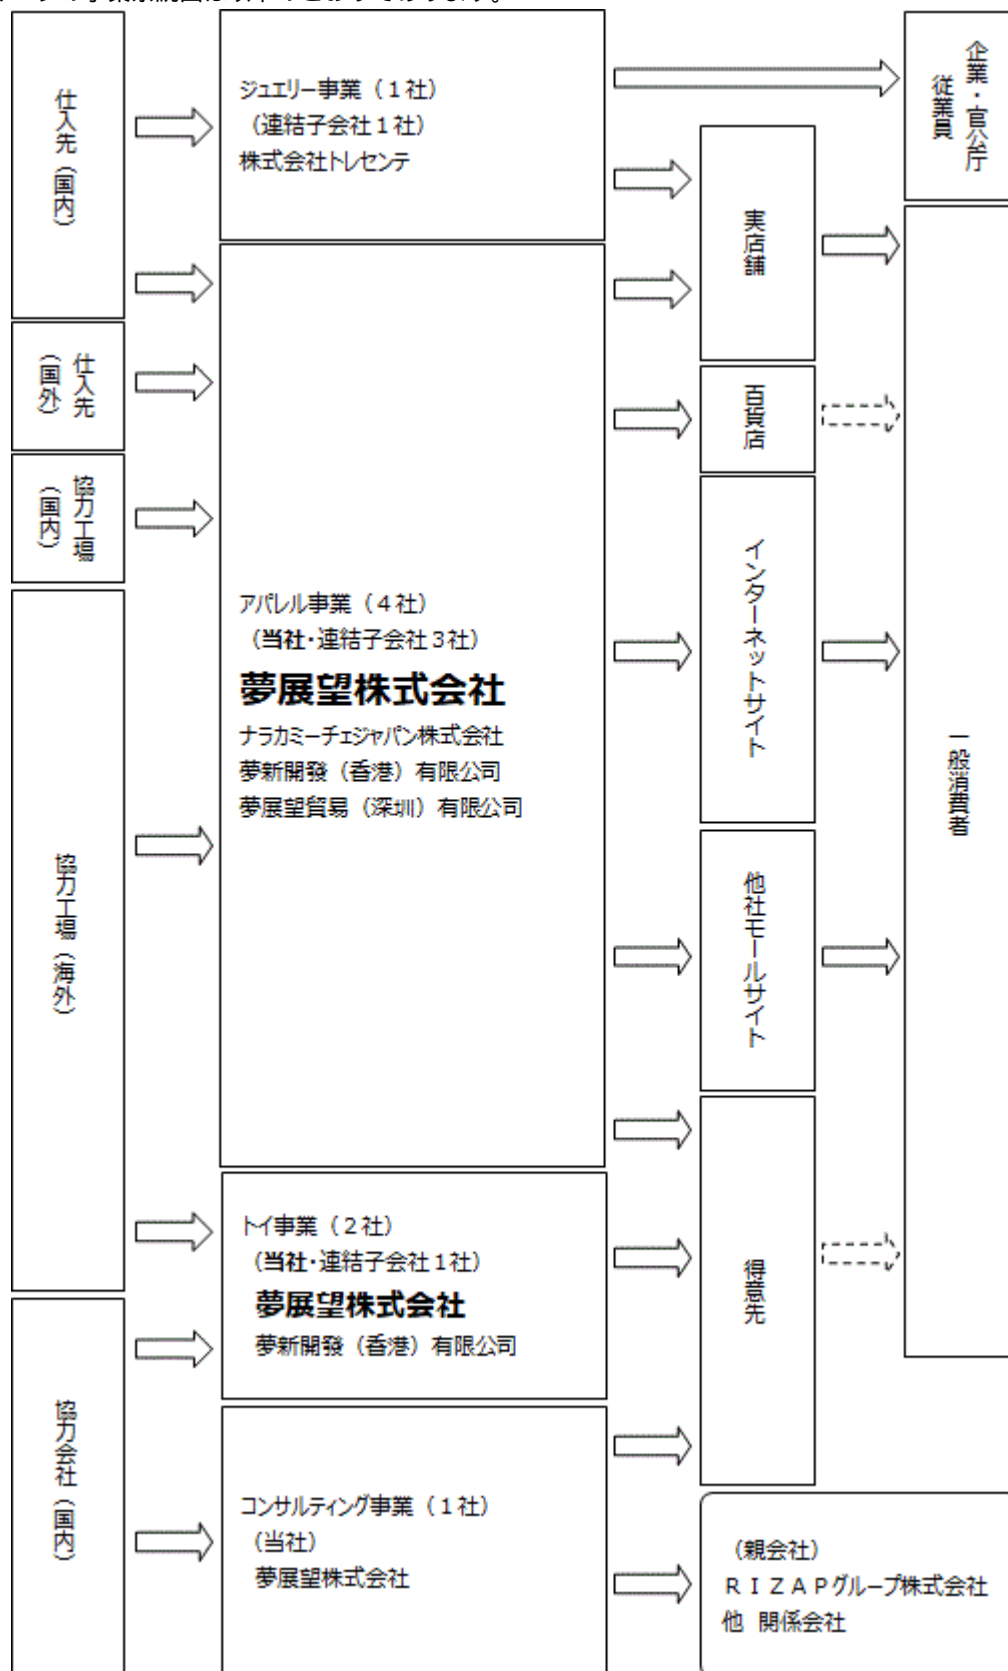 仕入先（国内）
仕入先
（国外）
協力工場
（国内）
協力工場（海外）
協力会社（国内）
ジュエリー事業（１社）
（連結子会社１社）
株式会社トレセンテ
アパレル事業（４社）
（当社・連結子会社３社）
夢展望株式会社
ナラカミーチェジャパン株式会社
夢新開發（香港）有限公司
夢展望貿易（深圳）有限公司
トイ事業（２社）
（当社・連結子会社１社）
夢展望株式会社
夢新開發（香港）有限公司
コンサルティング事業（１社）
（当社）
夢展望株式会社
実店舗
百貨店
インターネットサイト
他社モールサイト
得意先
（親会社）
ＲＩＺＡＰグループ株式会社
他 関係会社
企業・官公庁
従業員
一般消費者